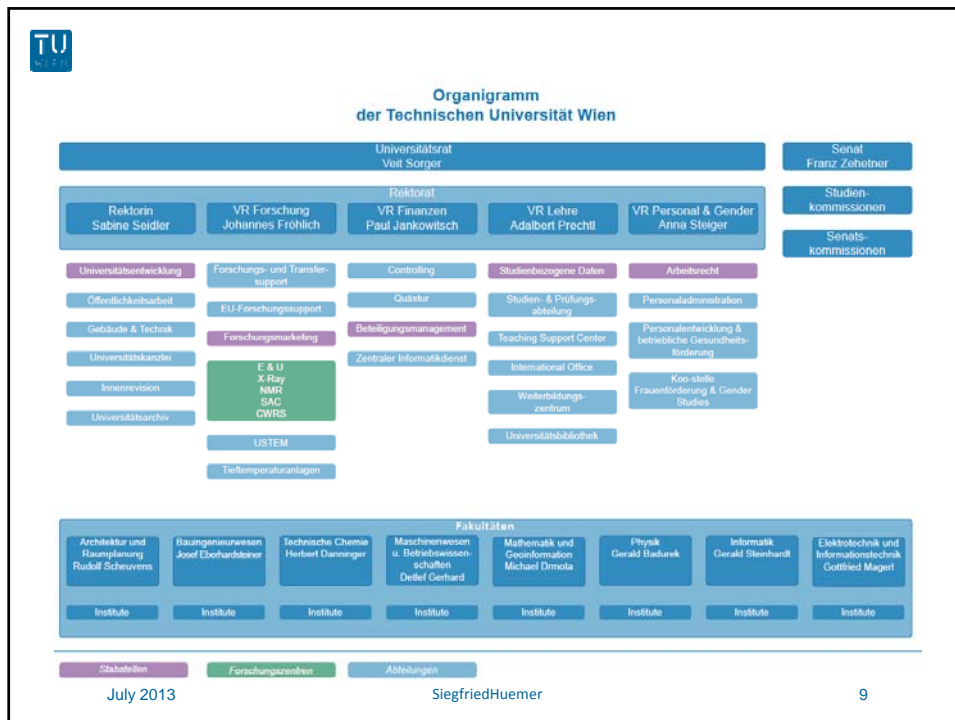 TU
WIEN
Organigramm
der Technischen Universität Wien
Universitätsrat
Veit Sorger
Senat
Franz Zehetner
Rektorat
Rektorin
Sabine Seidler
VR Forschung
Johannes Fröhlich
VR Finanzen
Paul Jankowitsch
VR Lehre
Adalbert Prechtl
VR Personal & Gender
Anna Steiger
Studien-
kommissionen
Senats-
kommissionen
Universitätsentwicklung
Öffentlichkeitsarbeit
Gebäude & Technik
Universitätskanzlei
Innenrevision
Universitätsarchiv
Forschungs- und Transfer-
support
EU-Forschungssupport
Forschungsmarketing
E & U
X-Ray
NMR
SAC
CWRS
USTEM
Tieftemperaturanlagen
Controlling
Quästur
Beteiligungsmanagement
Zentraler Informatikdienst
Studienbezogene Daten
Studien- & Prüfungs-
abteilung
Teaching Support Center
International Office
Weiterbildungs-
zentrum
Universitätsbibliothek
Arbeitsrecht
Personaladministration
Personalentwicklung &
betriebliche Gesundheits-
förderung
Koo-stelle
Frauenförderung & Gender
Studies
Fakultäten
Architektur und
Raumplanung
Rudolf Scheuvens
Bauingenieurwesen
Josef Eberhardsteiner
Technische Chemie
Herbert Danninger
Maschinenwesen
u. Betriebswissen-
schaften
Detlef Gerhard
Mathematik und
Geoinformation
Michael Drmota
Physik
Gerald Badurek
Informatik
Gerald Steinhardt
Elektrotechnik und
Informationstechnik
Gottfried Magerl
Institute
Institute
Institute
Institute
Institute
Institute
Institute
Institute
Stabstellen
Forschungszentren
Abteilungen
July 2013
SiegfriedHuemer
9